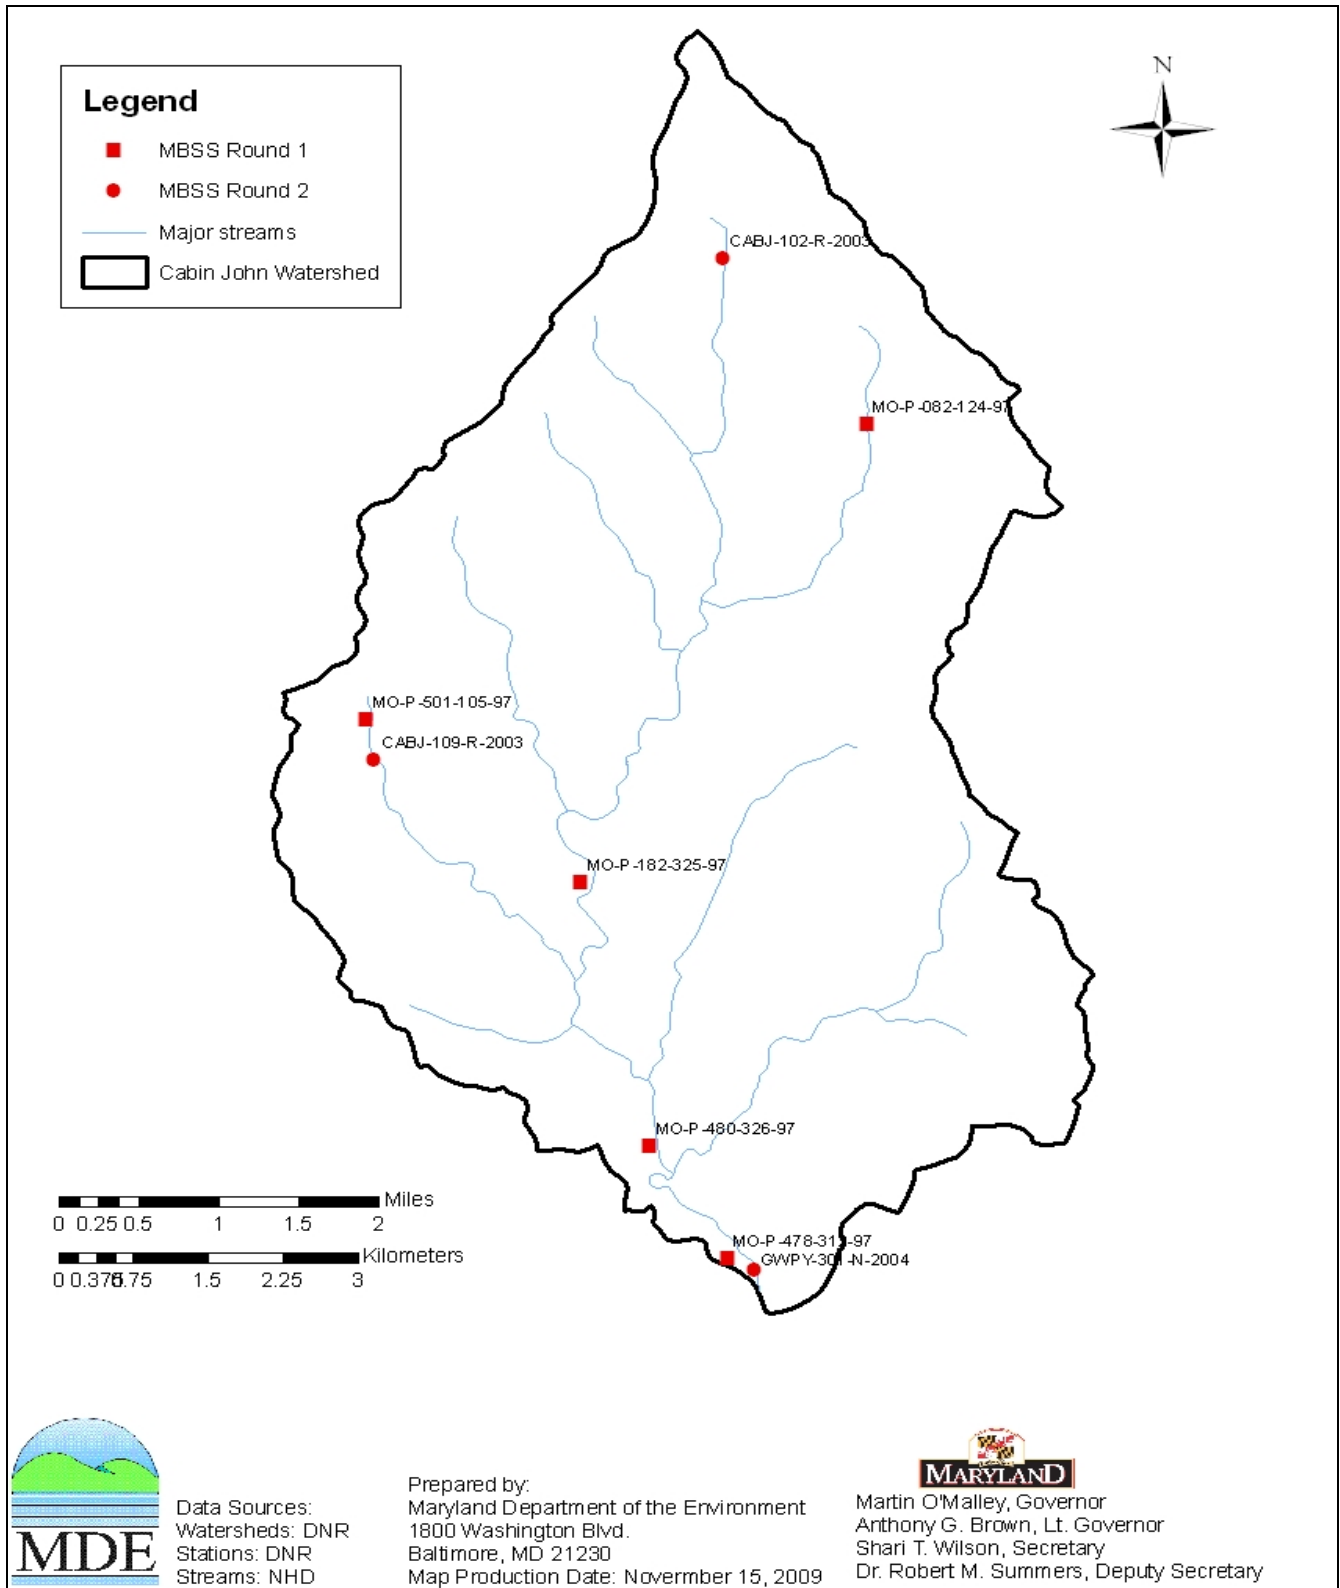 Legend
MBSS Round 1
MBSS Round 2
Major streams
Cabin John Watershed
N
CABJ-102-R-2003
MO-P-082-124-97
MO-P-501-105-97
CABJ-109-R-2003
MO-P-182-325-97
MO-P-480-326-97
GWPY-301-N-2004
Miles
0 0.25 0.5 1 1.5 2
Kilometers
0 0.375 0.75 1.5 2.25 3
MDE
Data Sources:
Watersheds: DNR
Stations: DNR
Streams: NHD
Prepared by:
Maryland Department of the Environment
1800 Washington Blvd.
Baltimore, MD 21230
Map Production Date: Novermber 15, 2009
MARYLAND
Martin O'Malley, Governor
Anthony G. Brown, Lt. Governor
Shari T. Wilson, Secretary
Dr. Robert M. Summers, Deputy Secretary